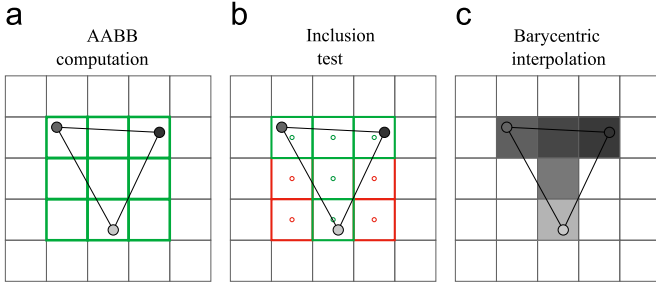 a
AABB
computation
b
Inclusion
test
c
Barycentric
interpolation